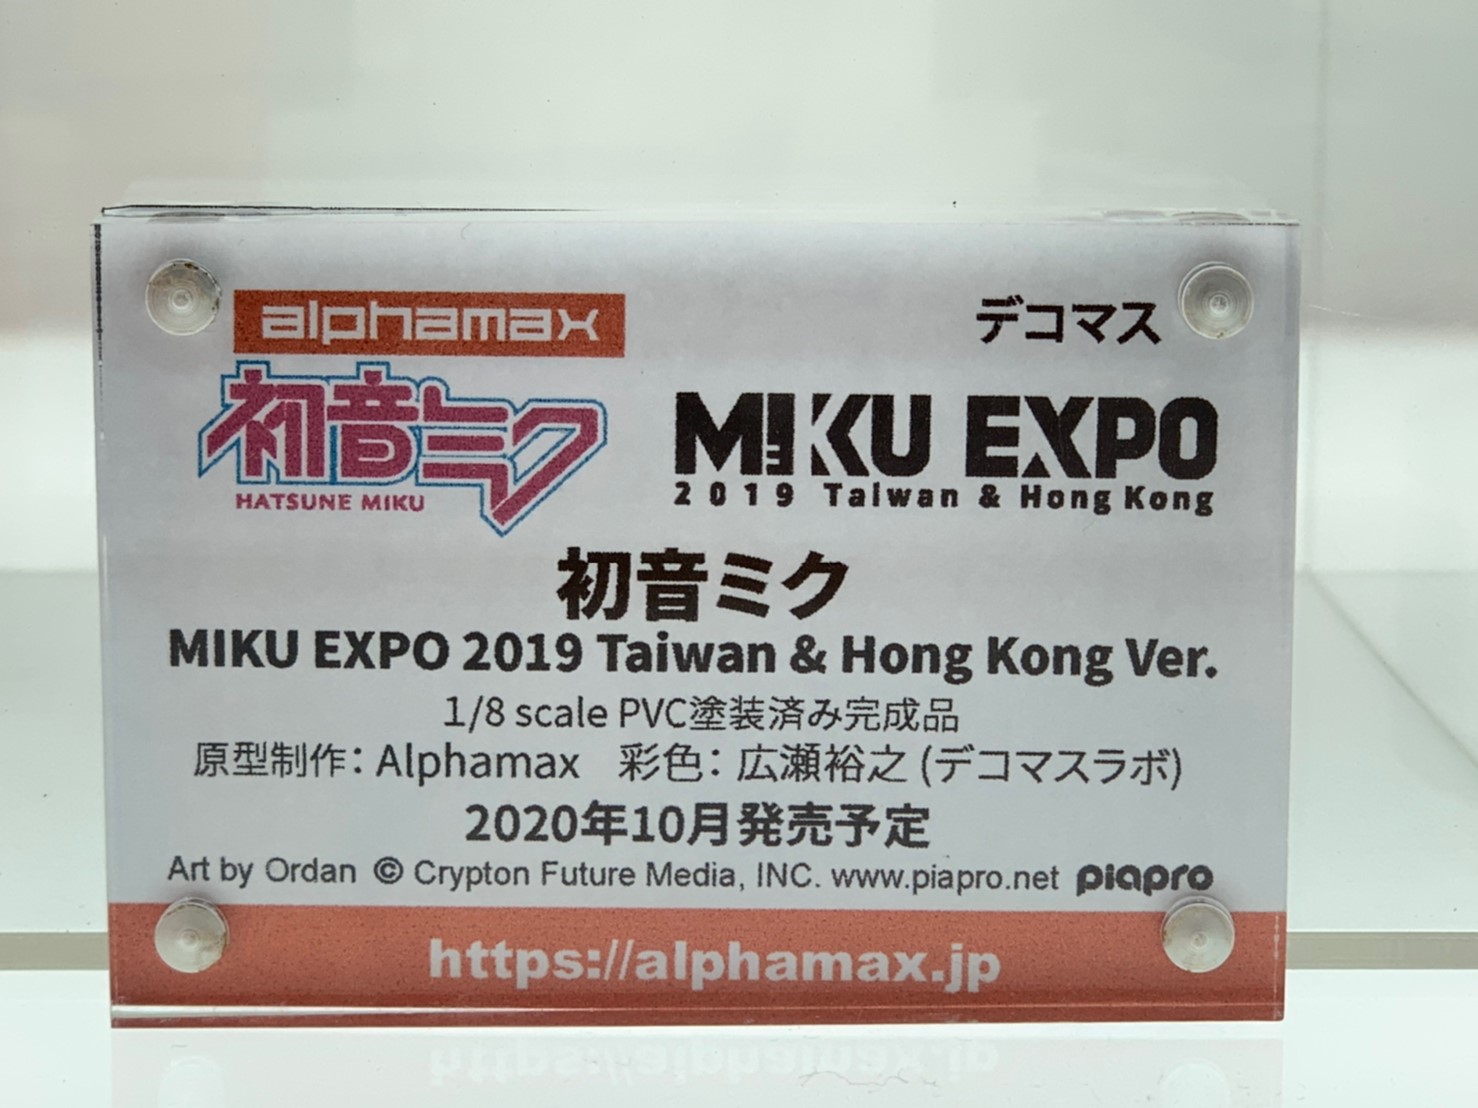 alphamax
デコマス
初音ミク
HATSUNE MIKU
MIKU EXPO
2019 Taiwan & Hong Kong
初音ミク
MIKU EXPO 2019 Taiwan & Hong Kong Ver.
1/8 scale PVC塗装済み完成品
原型制作：Alphamax　彩色：広瀬裕之 (デコマスラボ)
2020年10月発売予定
Art by Ordan © Crypton Future Media, INC. www.piapro.net piapro
https://alphamax.jp